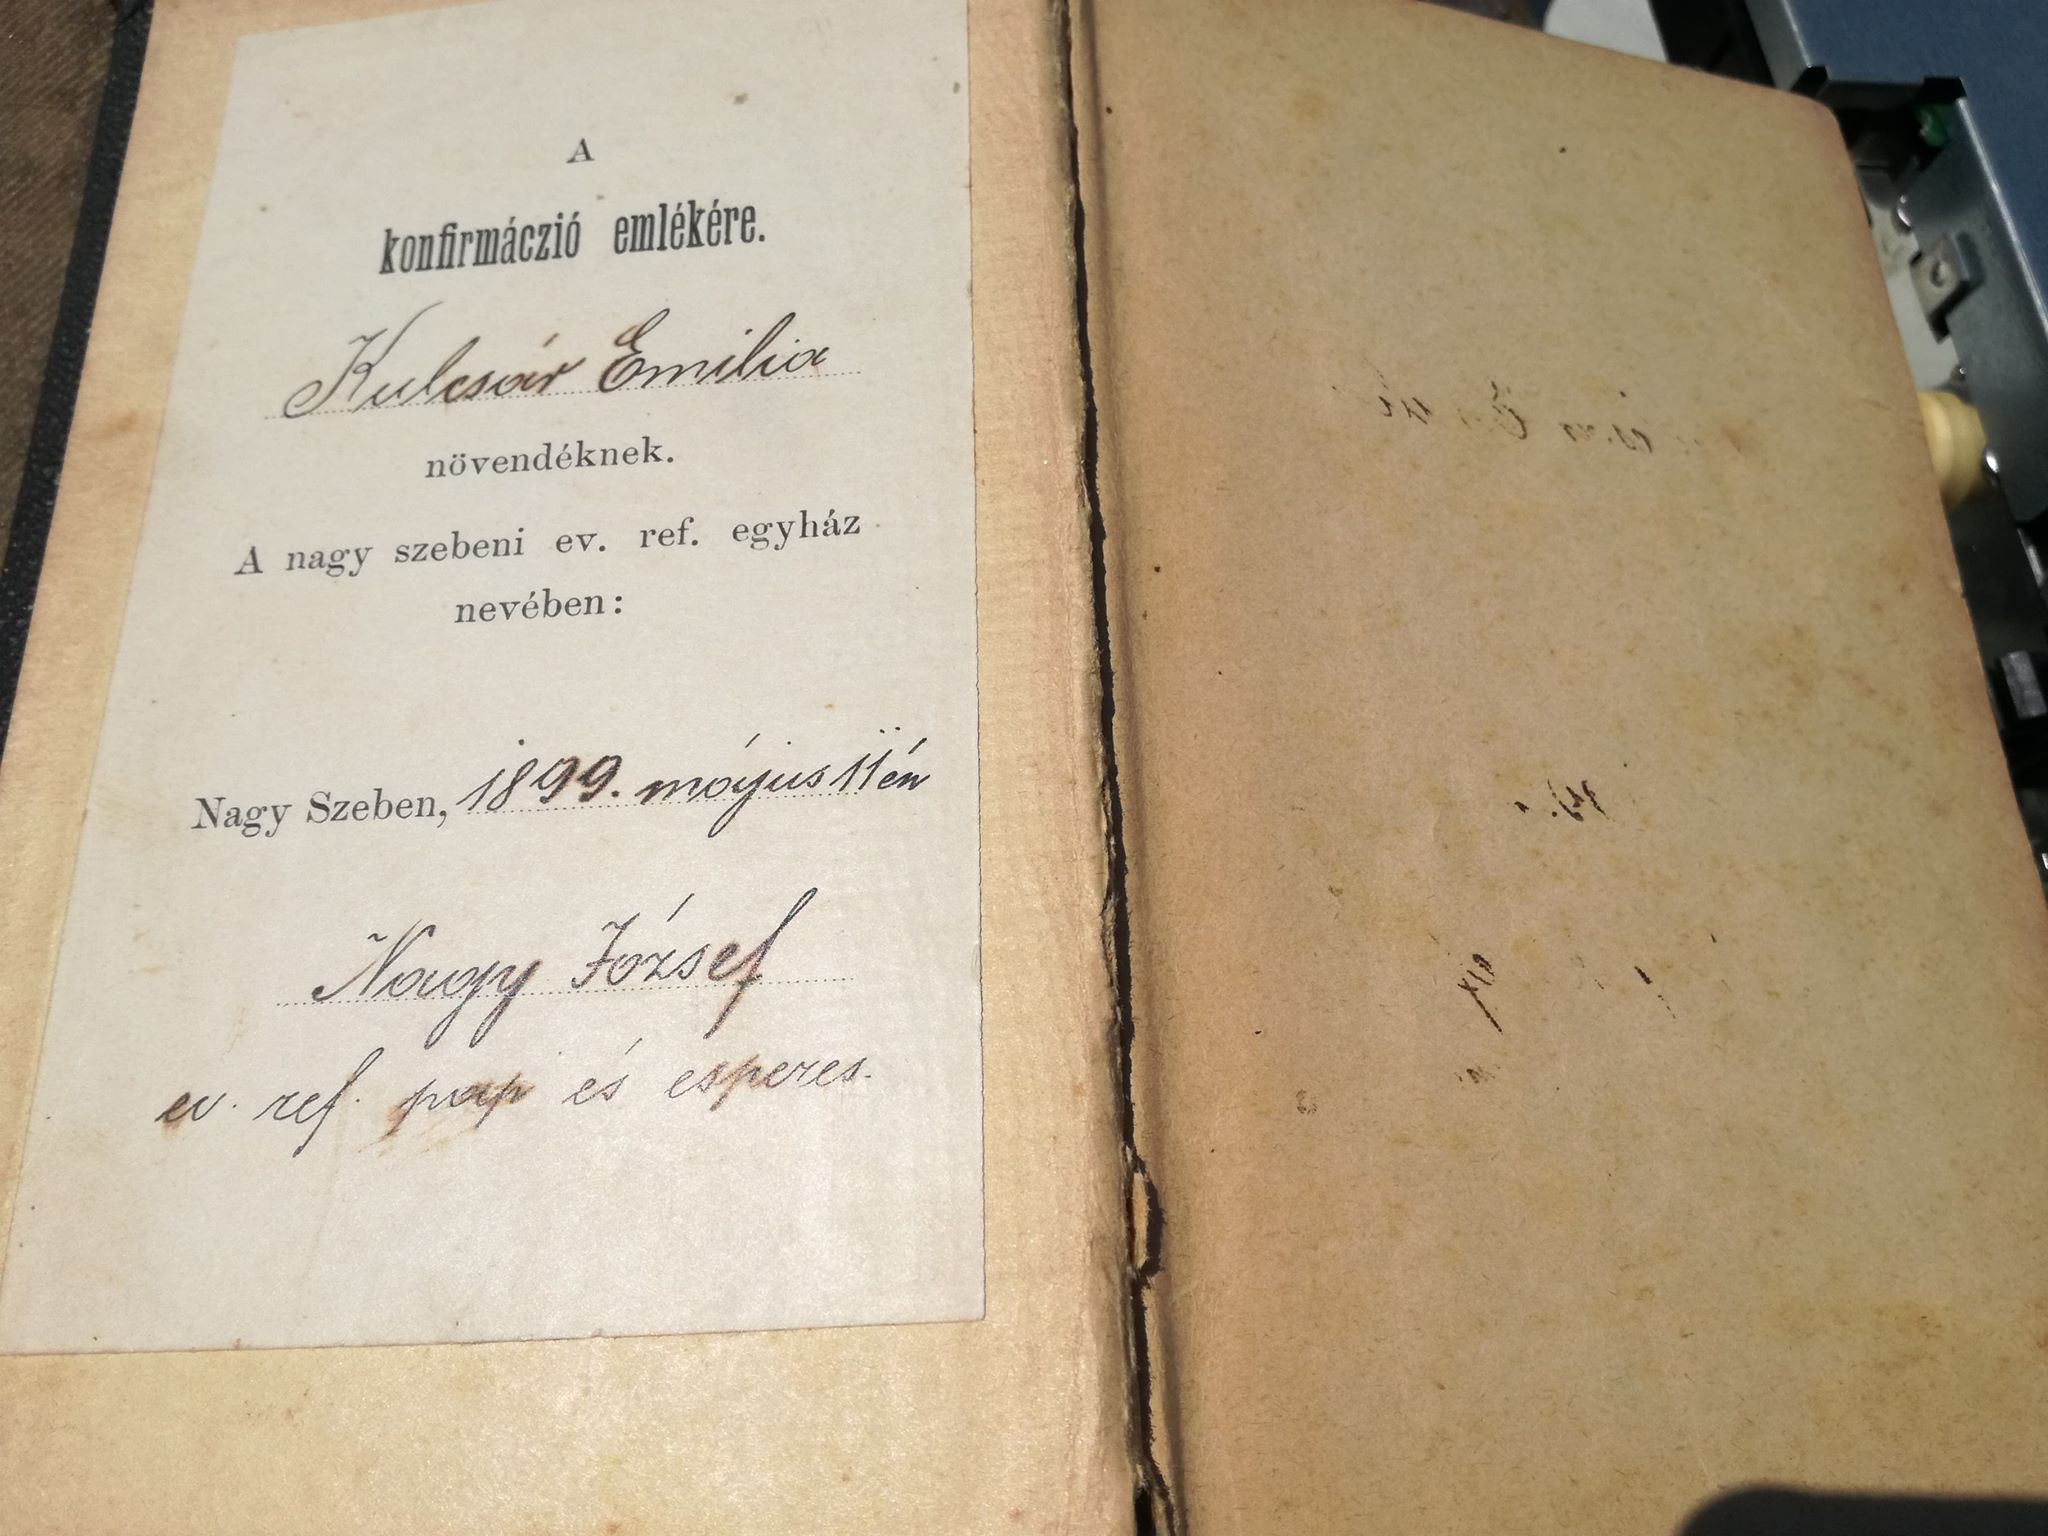 A
konfirmáczió emlékére.
Kulcsár Emilia
növendéknek.
A nagy szebeni ev. ref. egyház
nevében:
Nagy Szeben, 1899. május 11én
Nagy József
ev. ref. pap és esperes.